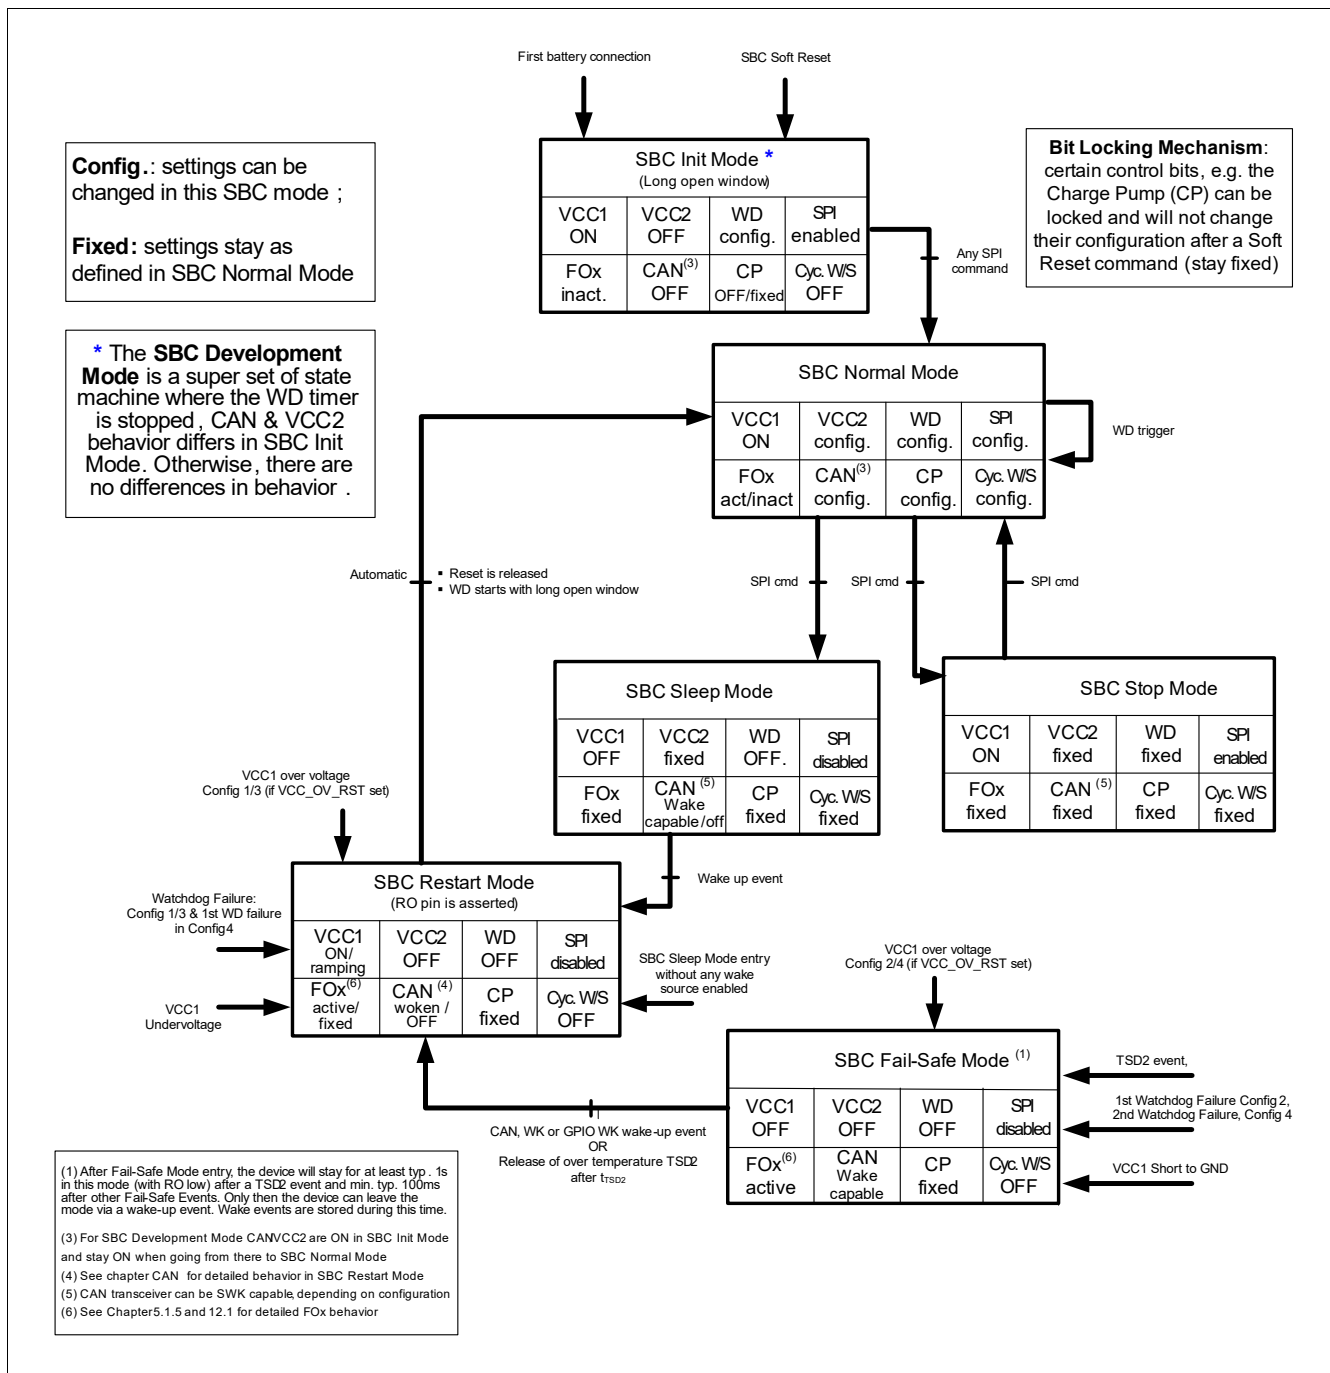 First battery connection
SBC Soft Reset
Config.: settings can be
changed in this SBC mode ;
Fixed: settings stay as
defined in SBC Normal Mode
* The SBC Development
Mode is a super set of state
machine where the WD timer
is stopped , CAN & VCC2
behavior differs in SBC Init
Mode. Otherwise, there are
no differences in behavior .
SBC Init Mode *
(Long open window)
VCC1
ON
VCC2
OFF
WD
config.
SPI
enabled
FOx
inact.
CAN(3)
OFF
CP
OFF/fixed
Cyc. W/S
OFF
Bit Locking Mechanism:
certain control bits, e.g. the
Charge Pump (CP) can be
locked and will not change
their configuration after a Soft
Reset command (stay fixed)
Any SPI
command
SBC Normal Mode
VCC1
ON
VCC2
config.
WD
config.
SPI
config.
FOx
act/inact
CAN(3)
config.
CP
config.
Cyc. W/S
config.
WD trigger
Automatic
▪ Reset is released
▪ WD starts with long open window
SPI cmd
SPI cmd
SPI cmd
SBC Sleep Mode
VCC1
OFF
VCC2
fixed
WD
OFF.
SPI
disabled
FOx
fixed
CAN (5)
Wake
capable/off
CP
fixed
Cyc. W/S
fixed
SBC Stop Mode
VCC1
ON
VCC2
fixed
WD
fixed
SPI
enabled
FOx
fixed
CAN (5)
fixed
CP
fixed
Cyc. W/S
fixed
VCC1 over voltage
Config 1/3 (if VCC_OV_RST set)
Wake up event
Watchdog Failure:
Config 1/3 & 1st WD failure
in Config4
VCC1
Undervoltage
SBC Restart Mode
(RO pin is asserted)
VCC1
ON/
ramping
VCC2
OFF
WD
OFF
SPI
disabled
FOx(6)
active/
fixed
CAN (4)
woken /
OFF
CP
fixed
Cyc. W/S
OFF
SBC Sleep Mode entry
without any wake
source enabled
VCC1 over voltage
Config 2/4 (if VCC_OV_RST set)
SBC Fail-Safe Mode (1)
VCC1
OFF
VCC2
OFF
WD
OFF
SPI
disabled
FOx(6)
active
CAN
Wake
capable
CP
fixed
Cyc. W/S
OFF
TSD2 event,
1st Watchdog Failure Config 2,
2nd Watchdog Failure, Config 4
VCC1 Short to GND
CAN, WK or GPIO WK wake-up event
OR
Release of over temperature TSD2
after tTSD2
(1) After Fail-Safe Mode entry, the device will stay for at least typ . 1s
in this mode (with RO low) after a TSD2 event and min. typ. 100ms
after other Fail-Safe Events. Only then the device can leave the
mode via a wake-up event. Wake events are stored during this time.
(3) For SBC Development Mode CAN/VCC2 are ON in SBC Init Mode
and stay ON when going from there to SBC Normal Mode
(4) See chapter CAN for detailed behavior in SBC Restart Mode
(5) CAN transceiver can be SWK capable, depending on configuration
(6) See Chapter 5.1.5 and 12.1 for detailed FOx behavior